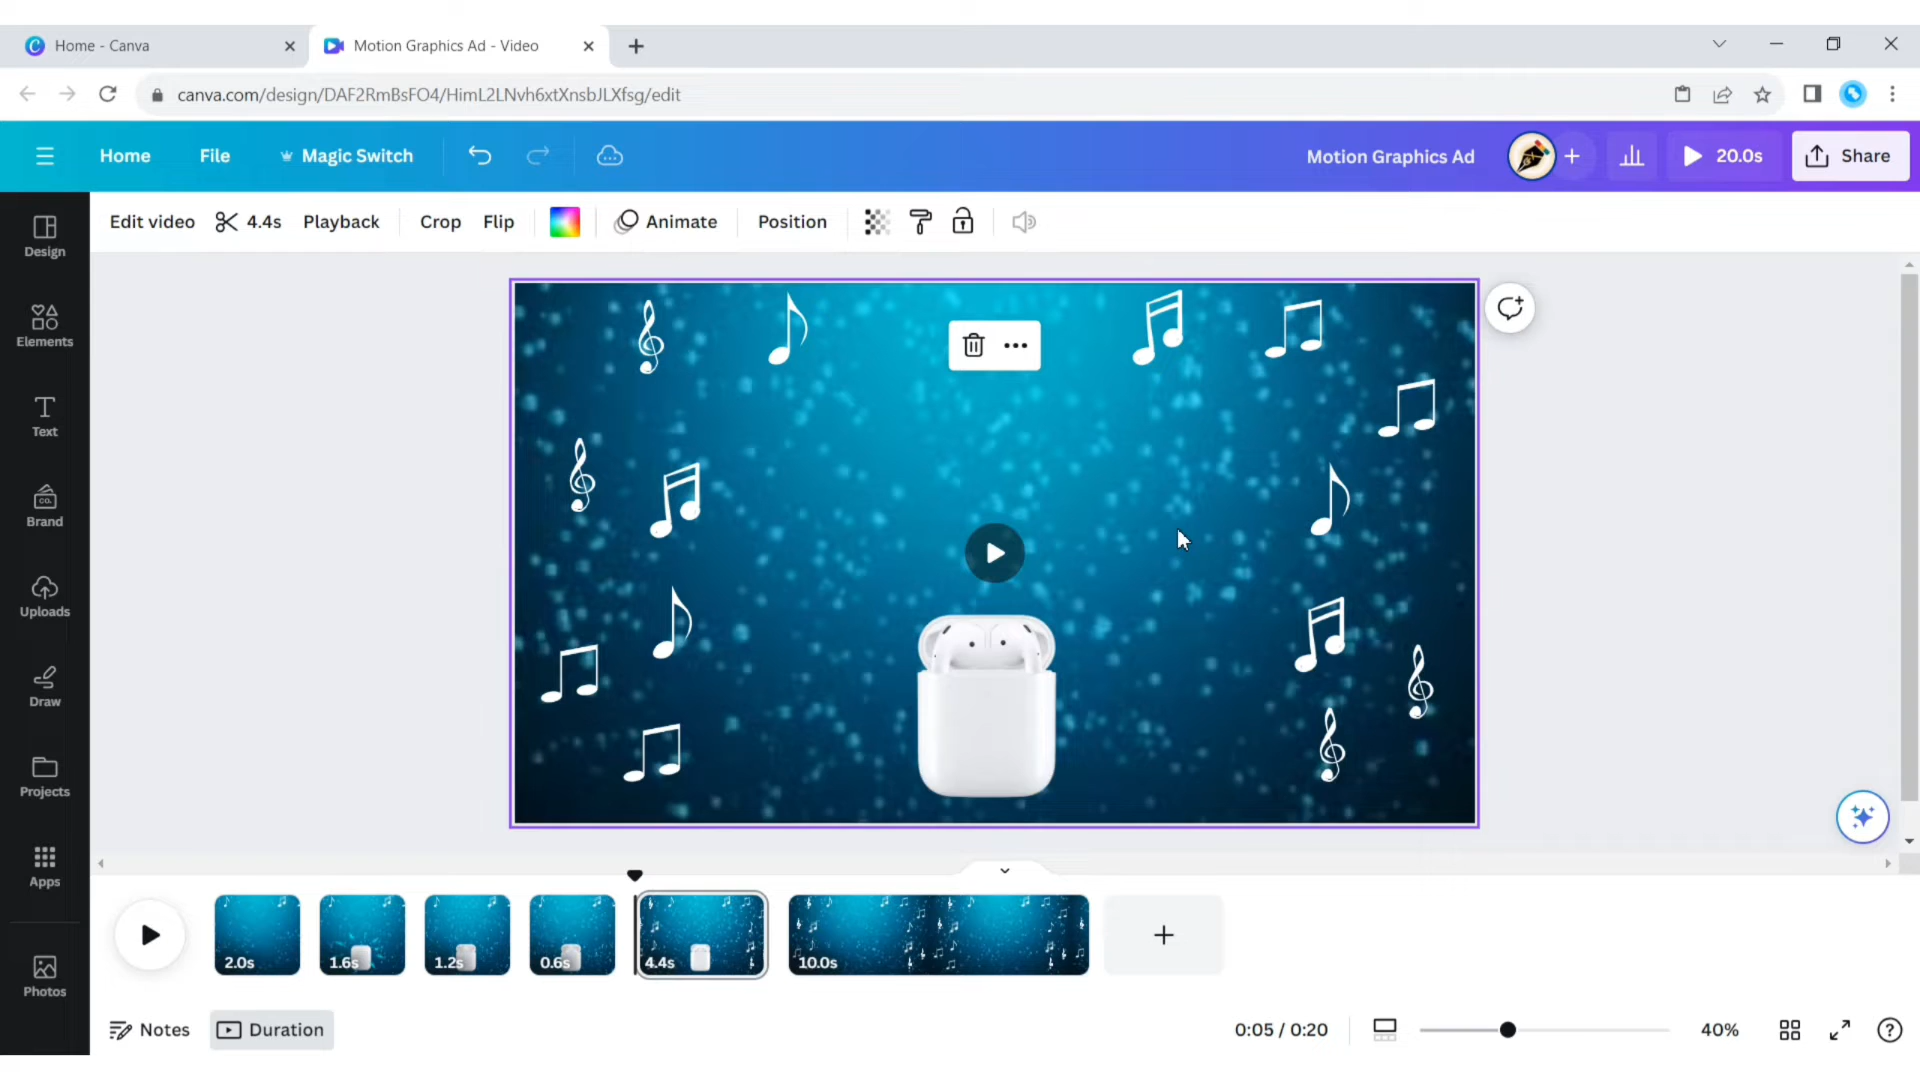 Home - Canva
Motion Graphics Ad - Video
canva.com/design/DAF2RmBsFO4/HimL2LNvh6xtXnsbJLXfsg/edit
Home
File
Magic Switch
Motion Graphics Ad
20.0s
Share
Edit video
4.4s
Playback
Crop
Flip
Animate
Position
Design
Elements
Text
Brand
Uploads
Draw
Projects
Apps
Photos
2.0s
1.6s
1.2s
0.6s
4.4s
10.0s
Notes
Duration
0:05 / 0:20
40%